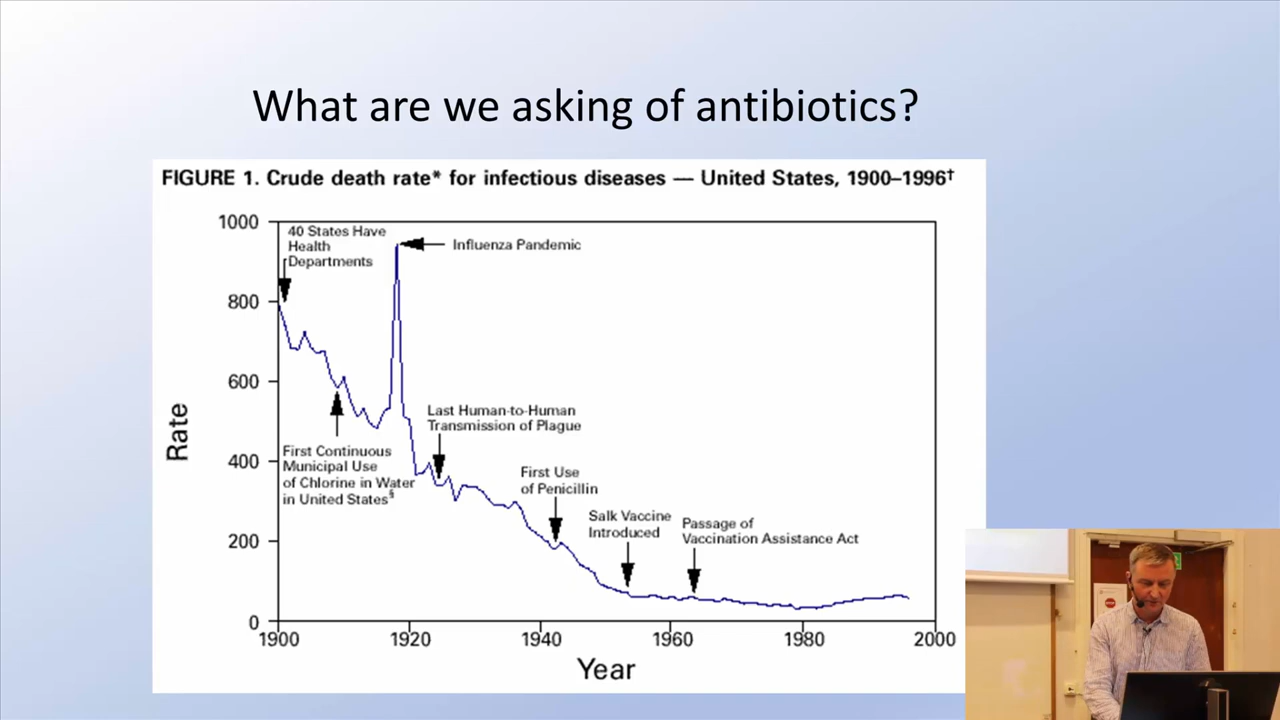 What are we asking of antibiotics?
FIGURE 1. Crude death rate* for infectious diseases — United States, 1900–1996†
1000
800
600
400
200
0
Rate
40 States Have
Health
Departments
Influenza Pandemic
First Continuous
Municipal Use
of Chlorine in Water
in United States§
Last Human-to-Human
Transmission of Plague
First Use
of Penicillin
Salk Vaccine
Introduced
Passage of
Vaccination Assistance Act
1900
1920
1940
1960
1980
2000
Year